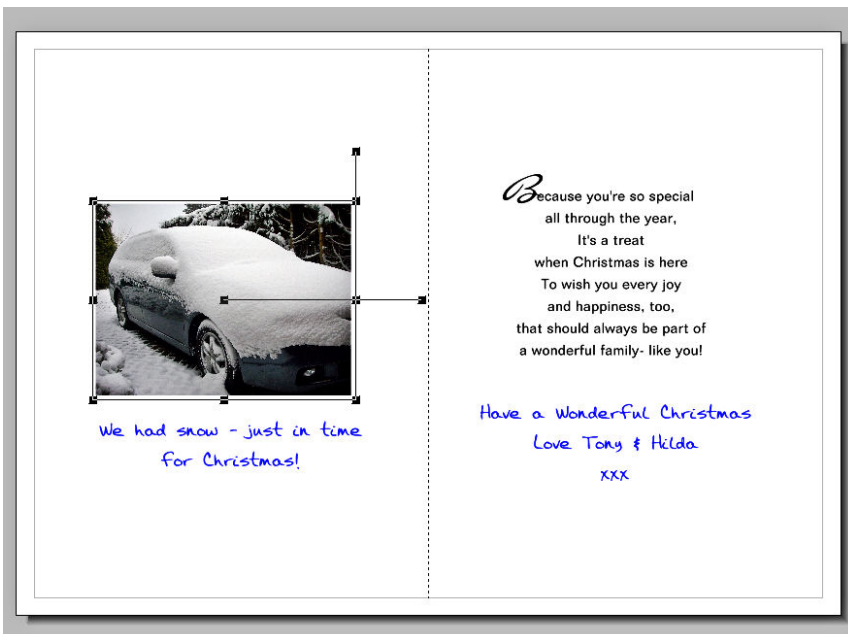 We had snow - just in time
for Christmas!
Because you're so special
all through the year,
It's a treat
when Christmas is here
To wish you every joy
and happiness, too,
that should always be part of
a wonderful family- like you!
Have a Wonderful Christmas
Love Tony & Hilda
xxx